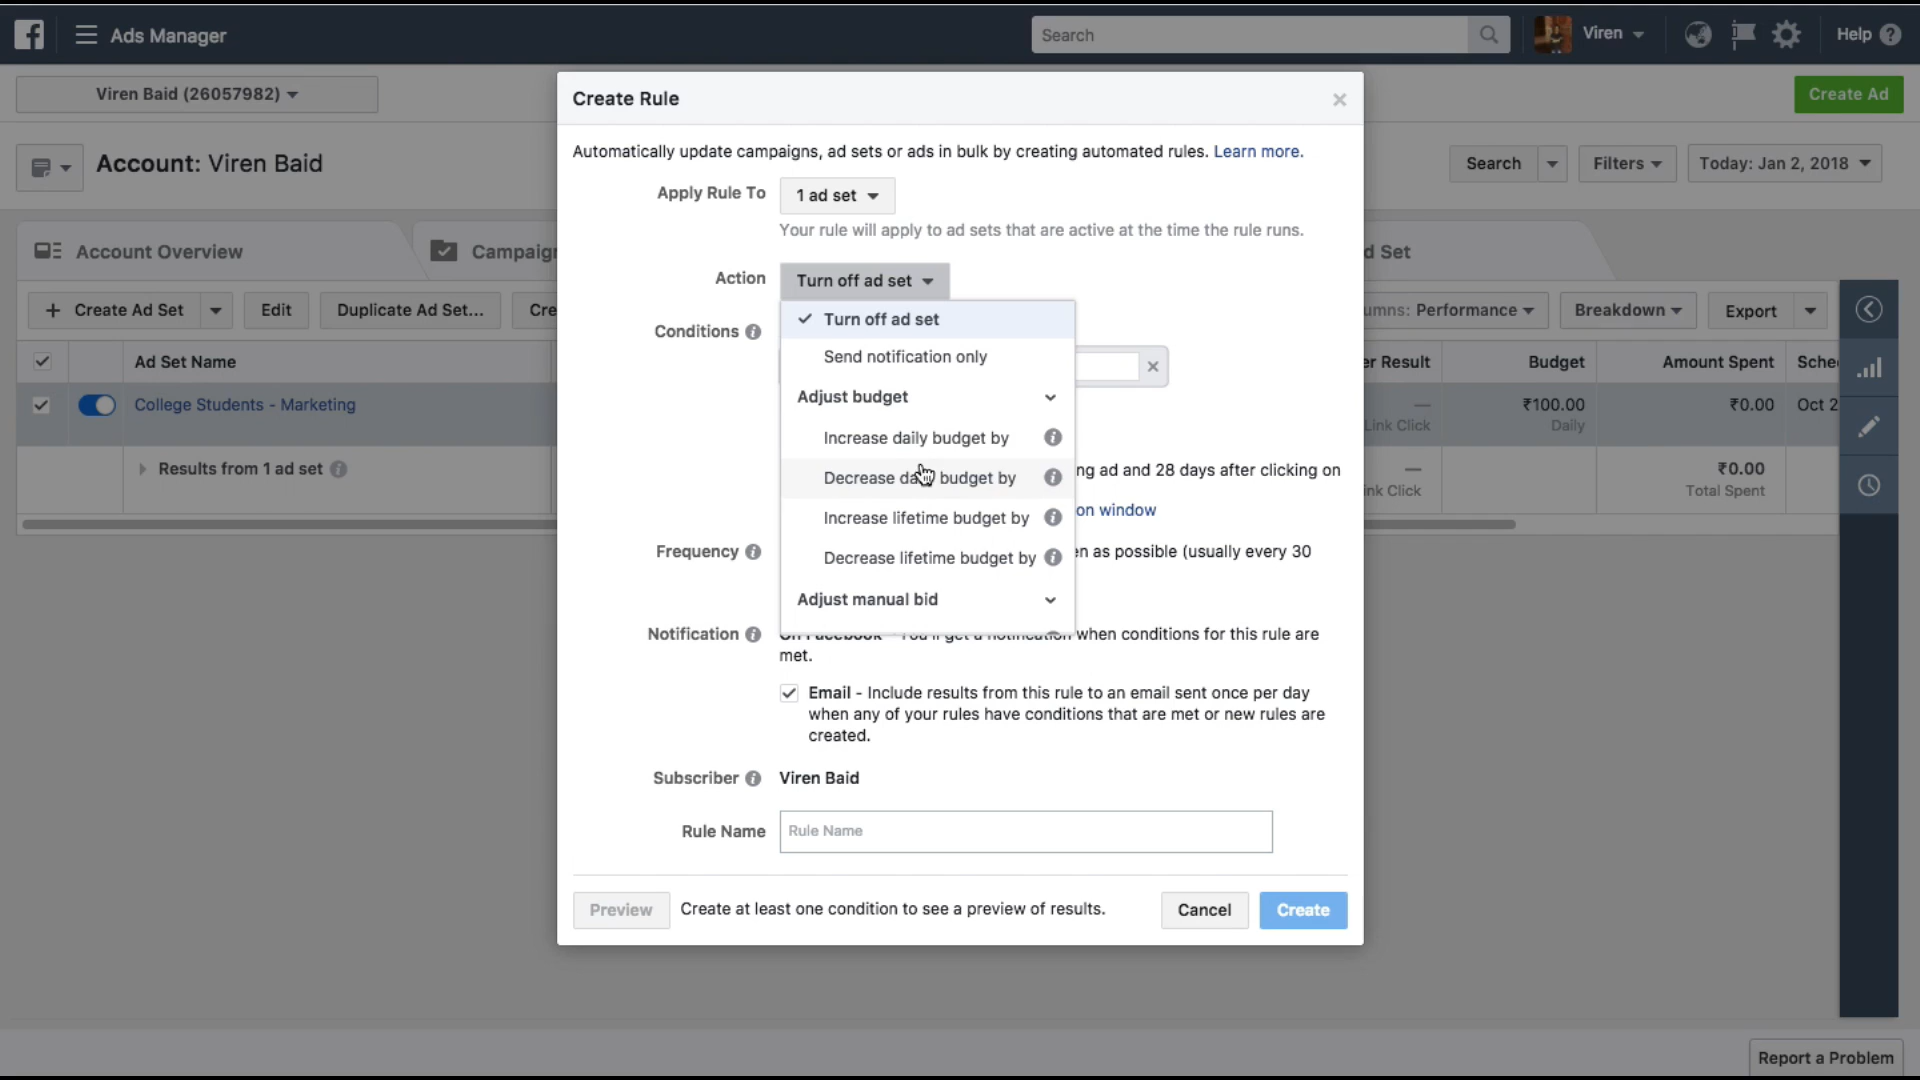 Ads Manager
Search
Viren
Help
Viren Baid (26057982)
Create Ad
Account: Viren Baid
Search
Filters
Today: Jan 2, 2018
Account Overview
Campaign
d Set
+ Create Ad Set
Edit
Duplicate Ad Set...
Cre
umns: Performance
Breakdown
Export
Ad Set Name
er Result
Budget
Amount Spent
Sche
College Students - Marketing
—
Link Click
₹100.00
Daily
₹0.00
Oct 2
Results from 1 ad set
—
ink Click
₹0.00
Total Spent
Create Rule
Automatically update campaigns, ad sets or ads in bulk by creating automated rules. Learn more.
Apply Rule To
1 ad set
Your rule will apply to ad sets that are active at the time the rule runs.
Action
Turn off ad set
Conditions
Turn off ad set
Send notification only
Adjust budget
Increase daily budget by
Decrease daily budget by
Increase lifetime budget by
Decrease lifetime budget by
Adjust manual bid
ng ad and 28 days after clicking on
on window
Frequency
en as possible (usually every 30
Notification
On Facebook - You'll get a notification when conditions for this rule are
met.
Email - Include results from this rule to an email sent once per day
when any of your rules have conditions that are met or new rules are
created.
Subscriber
Viren Baid
Rule Name
Rule Name
Preview
Create at least one condition to see a preview of results.
Cancel
Create
Report a Problem